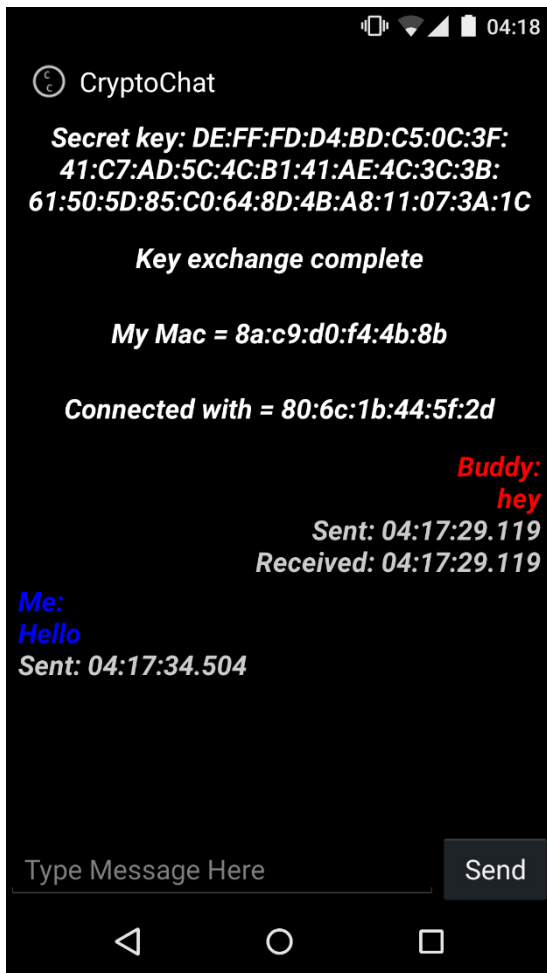 04:18
CryptoChat
Secret key: DE:FF:FD:D4:BD:C5:0C:3F:
41:C7:AD:5C:4C:B1:41:AE:4C:3C:3B:
61:50:5D:85:C0:64:8D:4B:A8:11:07:3A:1C
Key exchange complete
My Mac = 8a:c9:d0:f4:4b:8b
Connected with = 80:6c:1b:44:5f:2d
Buddy:
hey
Sent: 04:17:29.119
Received: 04:17:29.119
Me:
Hello
Sent: 04:17:34.504
Type Message Here
Send